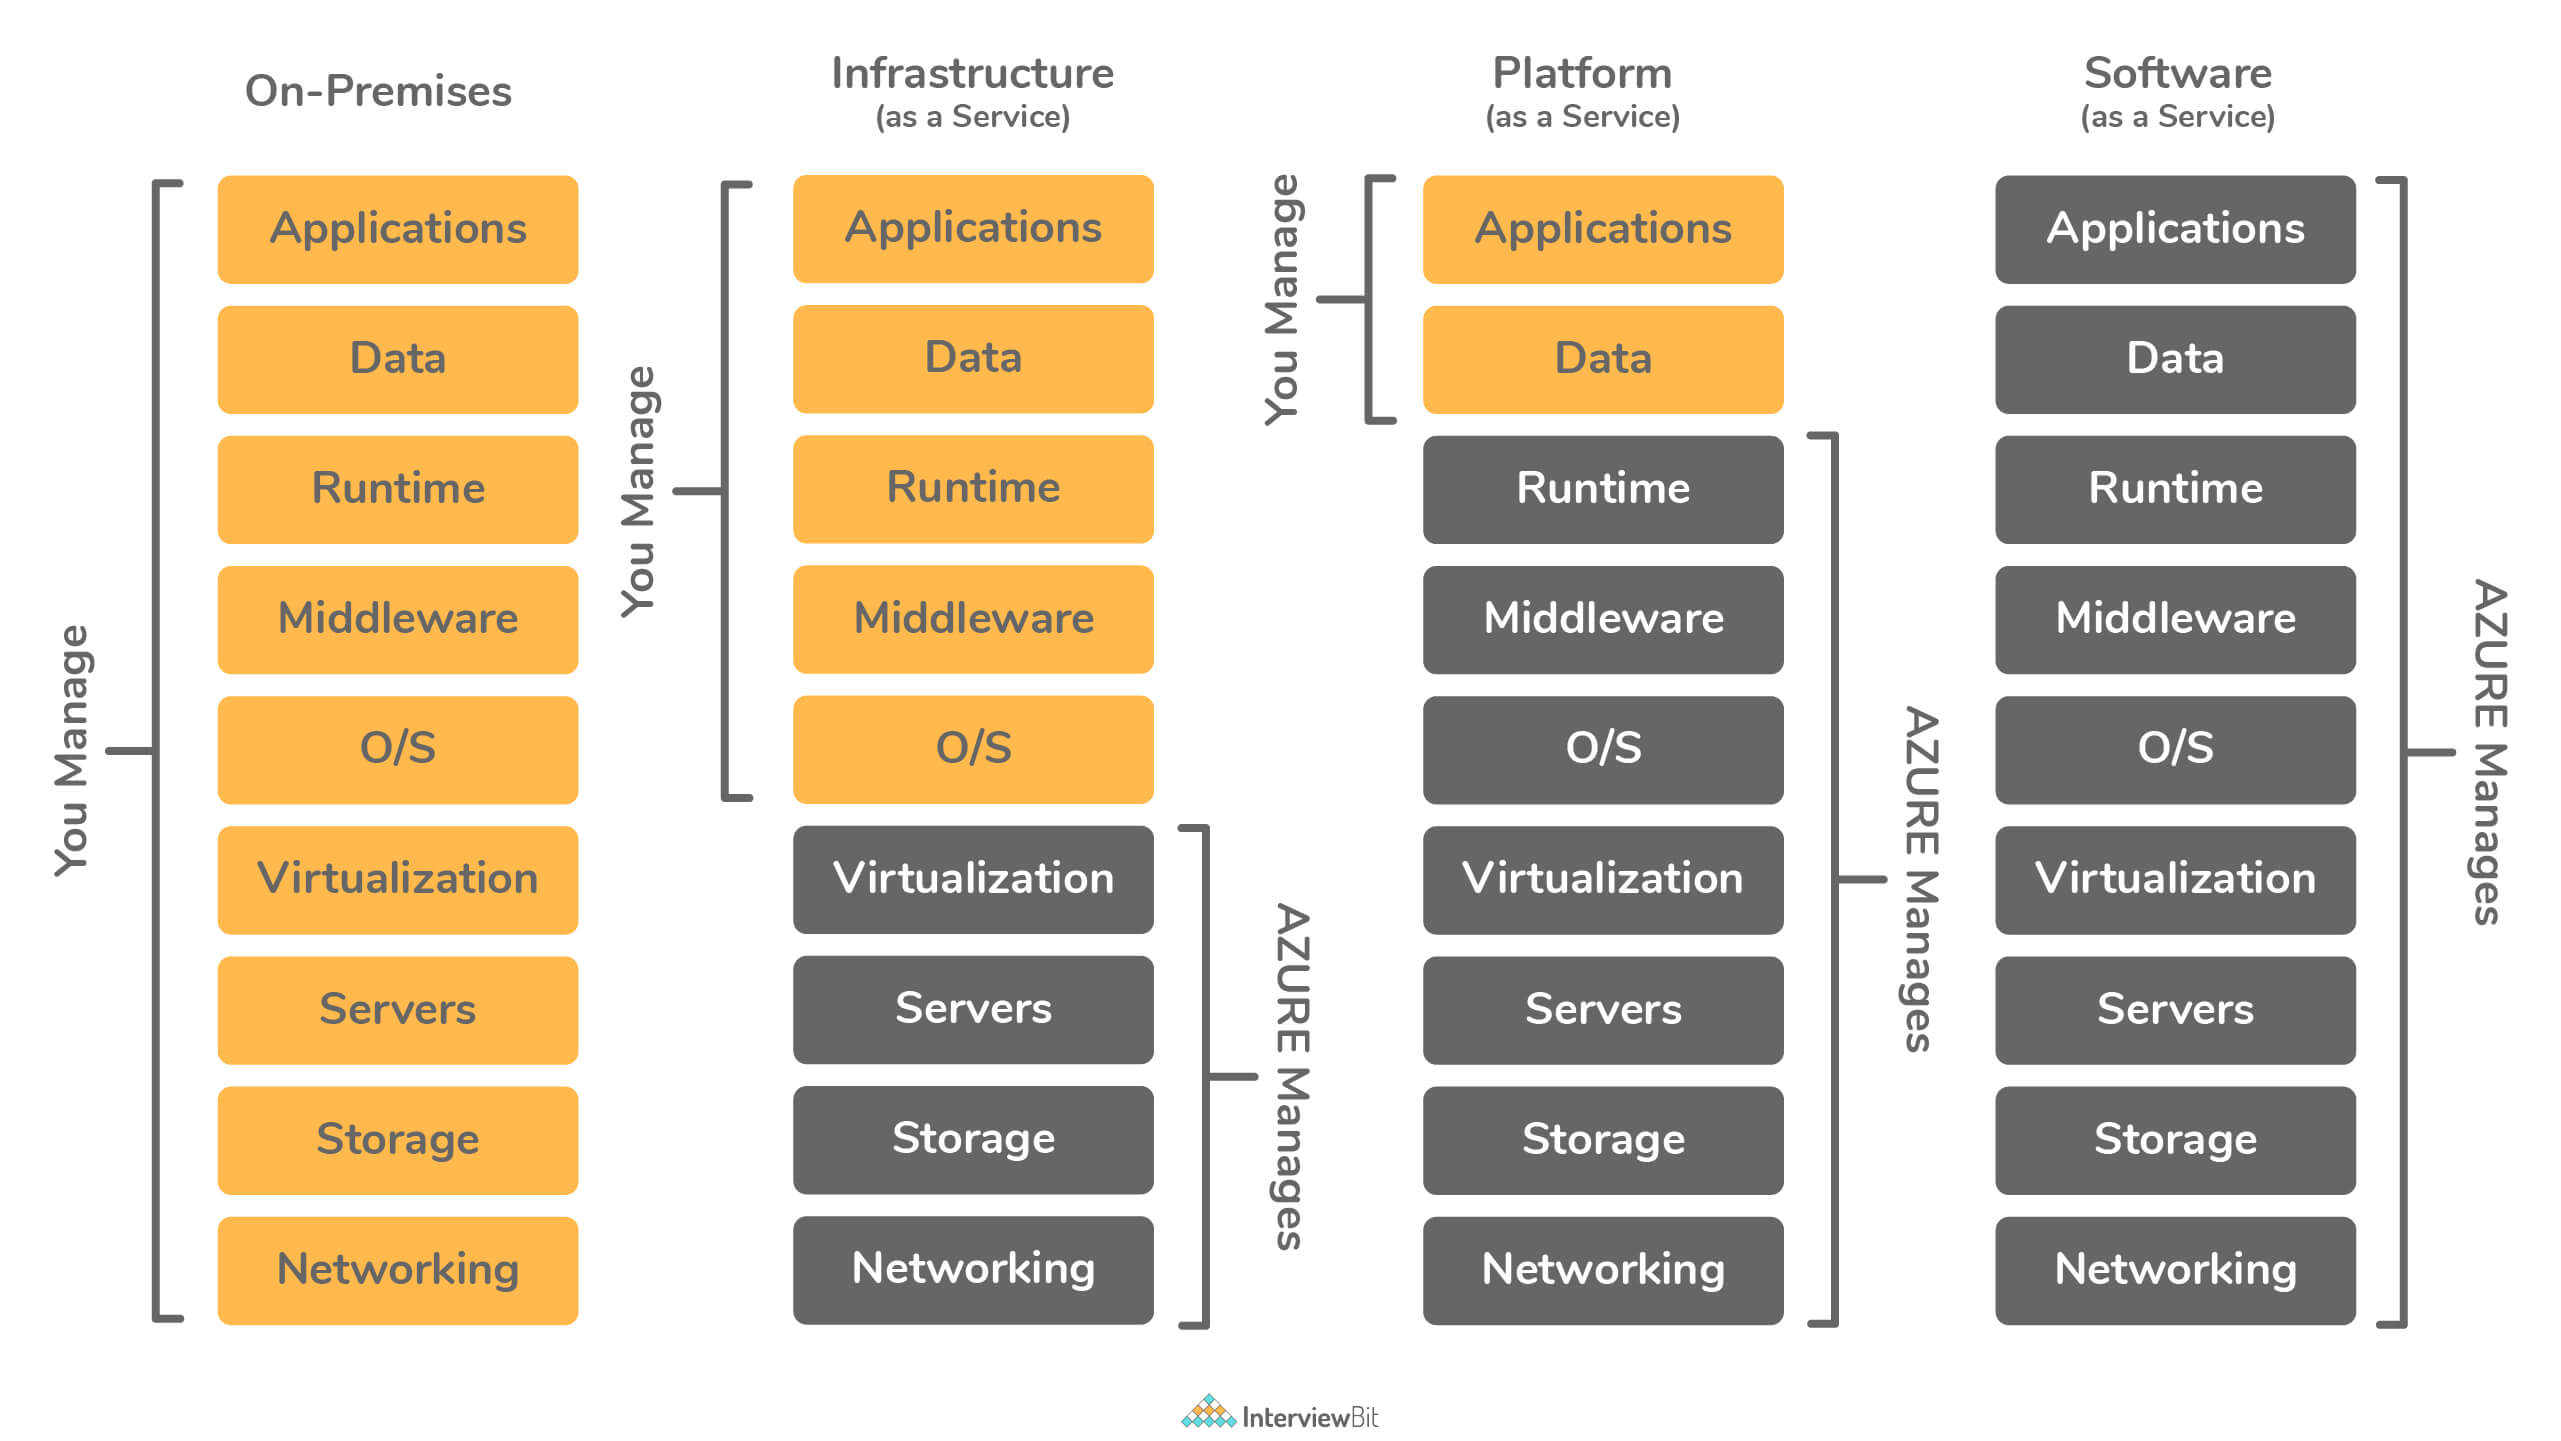 On-Premises
You Manage
Applications
Data
Runtime
Middleware
O/S
Virtualization
Servers
Storage
Networking
Infrastructure
(as a Service)
You Manage
Applications
Data
Runtime
Middleware
O/S
Virtualization
Servers
Storage
Networking
AZURE Manages
Platform
(as a Service)
You Manage
Applications
Data
Runtime
Middleware
O/S
Virtualization
Servers
Storage
Networking
AZURE Manages
Software
(as a Service)
Applications
Data
Runtime
Middleware
O/S
Virtualization
Servers
Storage
Networking
AZURE Manages
InterviewBit